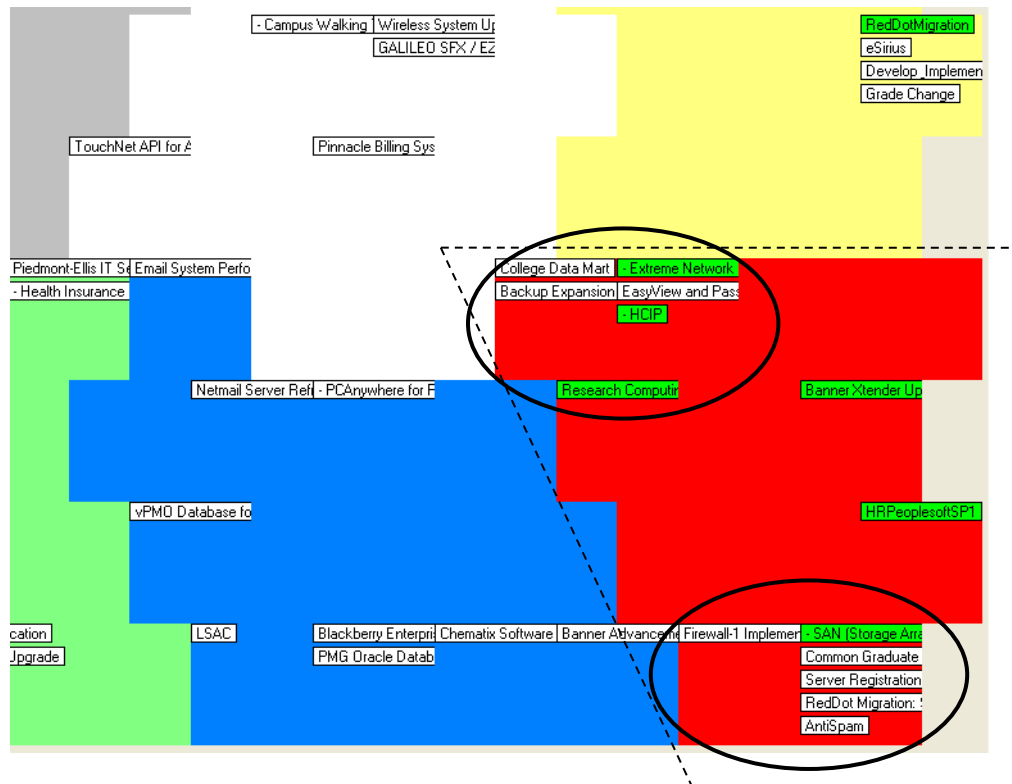 - Campus Walking
Wireless System Up
RedDotMigration
GALILEO SFX / EZ
eSirius
Develop_Implemen
Grade Change
TouchNet API for A
Pinnacle Billing Sys
Piedmont-Ellis IT Se
Email System Perfo
College Data Mart
- Extreme Network
- Health Insurance
Backup Expansion
EasyView and Pass
- HCIP
Netmail Server Refr
- PCAnywhere for F
Research Computin
Banner Xtender Up
vPMO Database fo
HRPeoplesoftSP1
cation
LSAC
Blackberry Enterpri
Chematix Software
Banner Advanceme
Firewall-1 Implemen
- SAN (Storage Arra
Upgrade
PMG Oracle Datab
Common Graduate
Server Registration
RedDot Migration:
AntiSpam